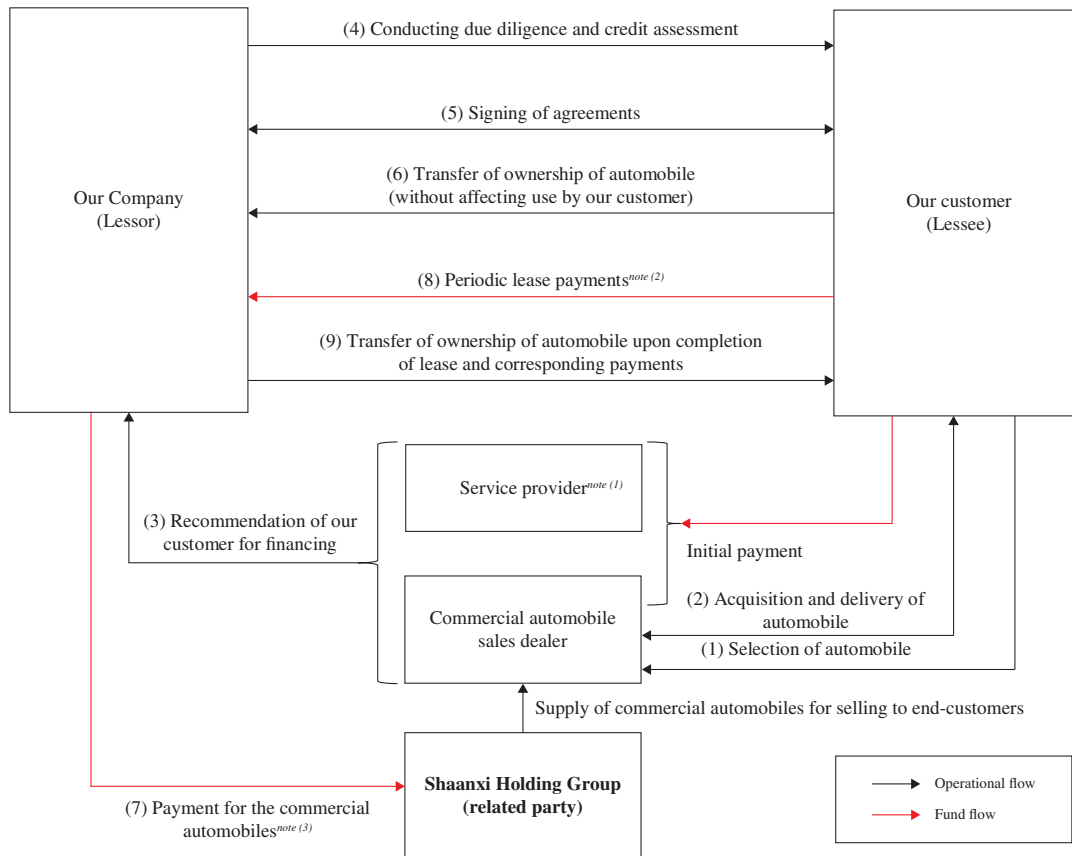 (4) Conducting due diligence and credit assessment
(5) Signing of agreements
Our Company
(Lessor)
(6) Transfer of ownership of automobile
(without affecting use by our customer)
Our customer
(Lessee)
(8) Periodic lease payments note (2)
(9) Transfer of ownership of automobile upon completion
of lease and corresponding payments
Service provider note (1)
(3) Recommendation of our
customer for financing
Initial payment
Commercial automobile
sales dealer
(2) Acquisition and delivery of
automobile
(1) Selection of automobile
Supply of commercial automobiles for selling to end-customers
Shaanxi Holding Group
(related party)
(7) Payment for the commercial
automobiles note (3)
Operational flow
Fund flow